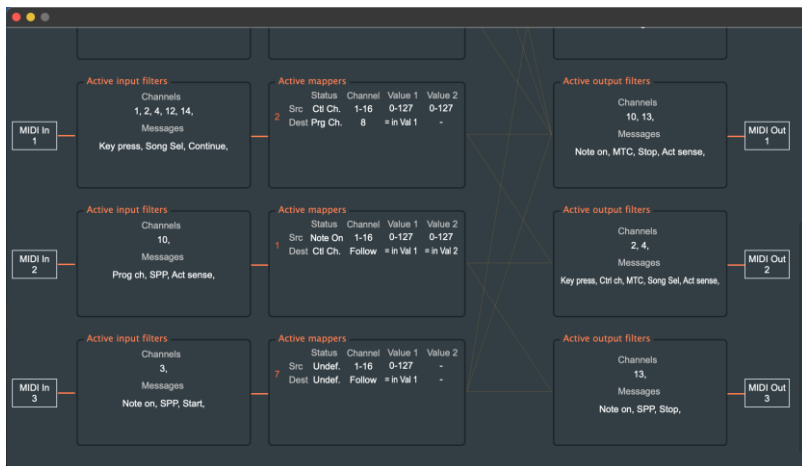 Active input filters
Channels
1, 2, 4, 12, 14,
Messages
Key press, Song Sel, Continue,
MIDI In
1
Active mappers
Status Channel Value 1 Value 2
2
Src Ctl Ch. 1-16 0-127 0-127
Dest Prg Ch. 8 = in Val 1 -
Active output filters
Channels
10, 13,
Messages
Note on, MTC, Stop, Act sense,
MIDI Out
1
Active input filters
Channels
10,
Messages
Prog ch, SPP, Act sense,
MIDI In
2
Active mappers
Status Channel Value 1 Value 2
1
Src Note On 1-16 0-127 0-127
Dest Ctl Ch. Follow = in Val 1 = in Val 2
Active output filters
Channels
2, 4,
Messages
Key press, Ctrl ch, MTC, Song Sel, Act sense,
MIDI Out
2
Active input filters
Channels
3,
Messages
Note on, SPP, Start,
MIDI In
3
Active mappers
Status Channel Value 1 Value 2
7
Src Undef. 1-16 0-127 -
Dest Undef. Follow = in Val 1 -
Active output filters
Channels
13,
Messages
Note on, SPP, Stop,
MIDI Out
3